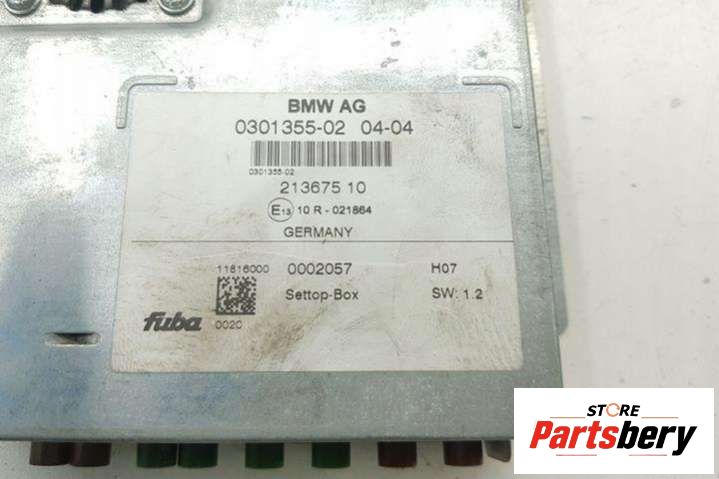 BMW AG
0301355-02 04-04
0301355-02
213675 10
E13 10 R - 021864
GERMANY
11816000 0002057 H07
Settop-Box SW: 1.2
fuba 0020
STORE
Partsbery